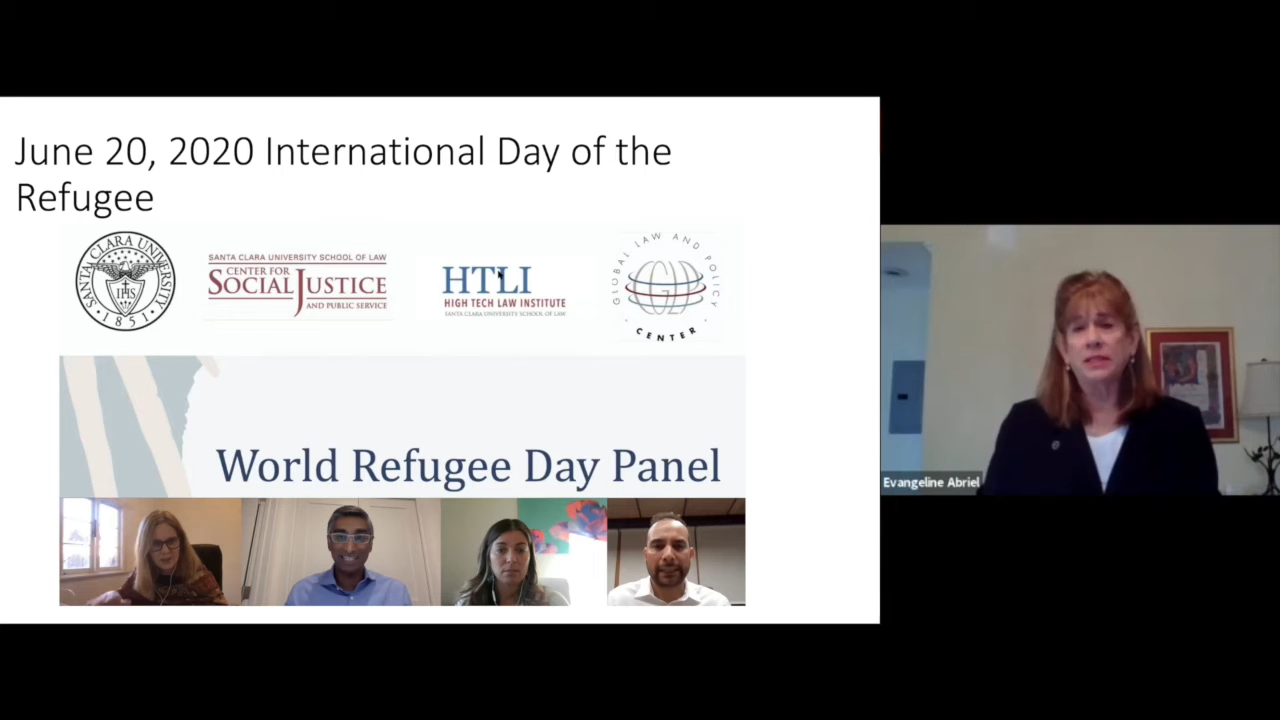 June 20, 2020 International Day of the
Refugee
SANTA CLARA UNIVERSITY
IHS
· 1851 ·
SANTA CLARA UNIVERSITY SCHOOL OF LAW
CENTER FOR
SOCIAL JUSTICE
AND PUBLIC SERVICE
HTLI
HIGH TECH LAW INSTITUTE
SANTA CLARA UNIVERSITY SCHOOL OF LAW
GLOBAL LAW AND POLICY
· CENTER ·
World Refugee Day Panel
Evangeline Abriel